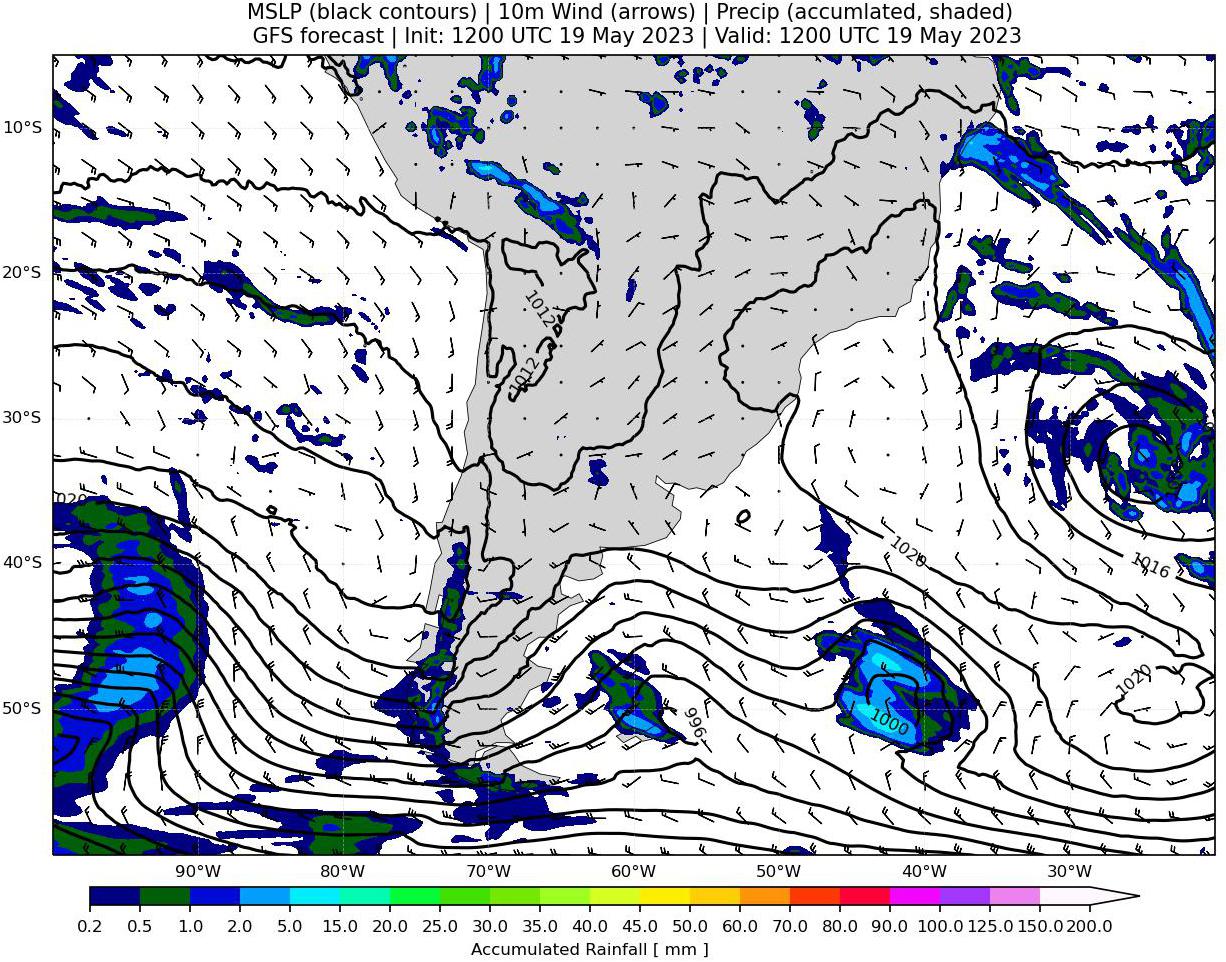 MSLP (black contours) | 10m Wind (arrows) | Precip (accumlated, shaded)
GFS forecast | Init: 1200 UTC 19 May 2023 | Valid: 1200 UTC 19 May 2023
10°S
20°S
1012
1012
30°S
020
1020
1016
40°S
1020
50°S
996
1000
90°W 80°W 70°W 60°W 50°W 40°W 30°W
0.2 0.5 1.0 2.0 5.0 10.0 15.0 20.0 25.0 30.0 35.0 40.0 45.0 50.0 60.0 70.0 80.0 90.0 100.0 125.0 150.0 200.0
Accumulated Rainfall [ mm ]